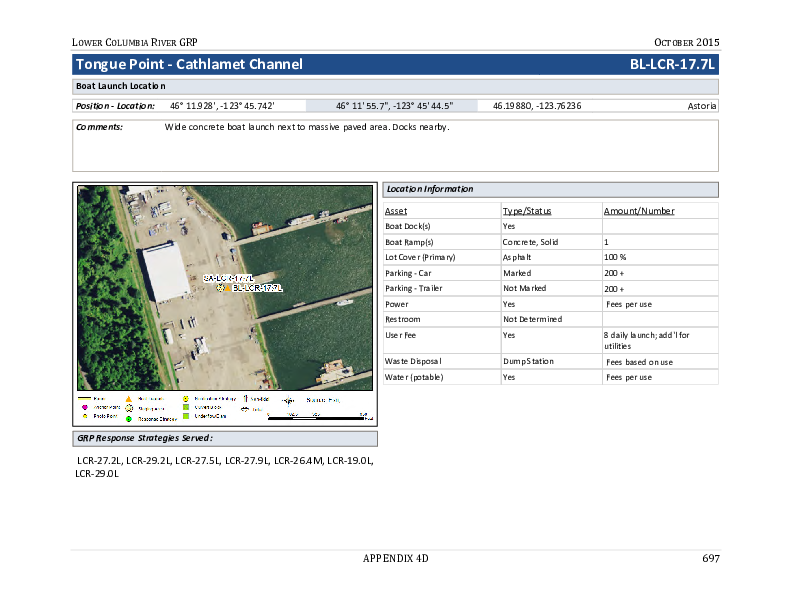 LOWER COLUMBIA RIVER GRP OCTOBER 2015
Tongue Point - Cathlamet Channel BL-LCR-17.7L
Boat Launch Location
Position - Location: 46° 11.928', -123° 45.742' 46° 11' 55.7", -123° 45' 44.5" 46.19880, -123.76236 Astoria
Comments: Wide concrete boat launch next to massive paved area. Docks nearby.
Location Information
Asset Type/Status Amount/Number
Boat Dock(s) Yes
Boat Ramp(s) Concrete, Solid 1
Lot Cover (Primary) Asphalt 100 %
Parking - Car Marked 200 +
Parking - Trailer Not Marked 200 +
Power Yes Fees per use
Restroom Not Determined
User Fee Yes 8 daily launch; add'l for
utilities
Waste Disposal Dump Station Fees based on use
Water (potable) Yes Fees per use
SA-LCR-17.7L
BL-LCR-17.7L
GRP Response Strategies Served:
LCR-27.2L, LCR-29.2L, LCR-27.5L, LCR-27.9L, LCR-26.4M, LCR-19.0L,
LCR-29.0L
APPENDIX 4D 697